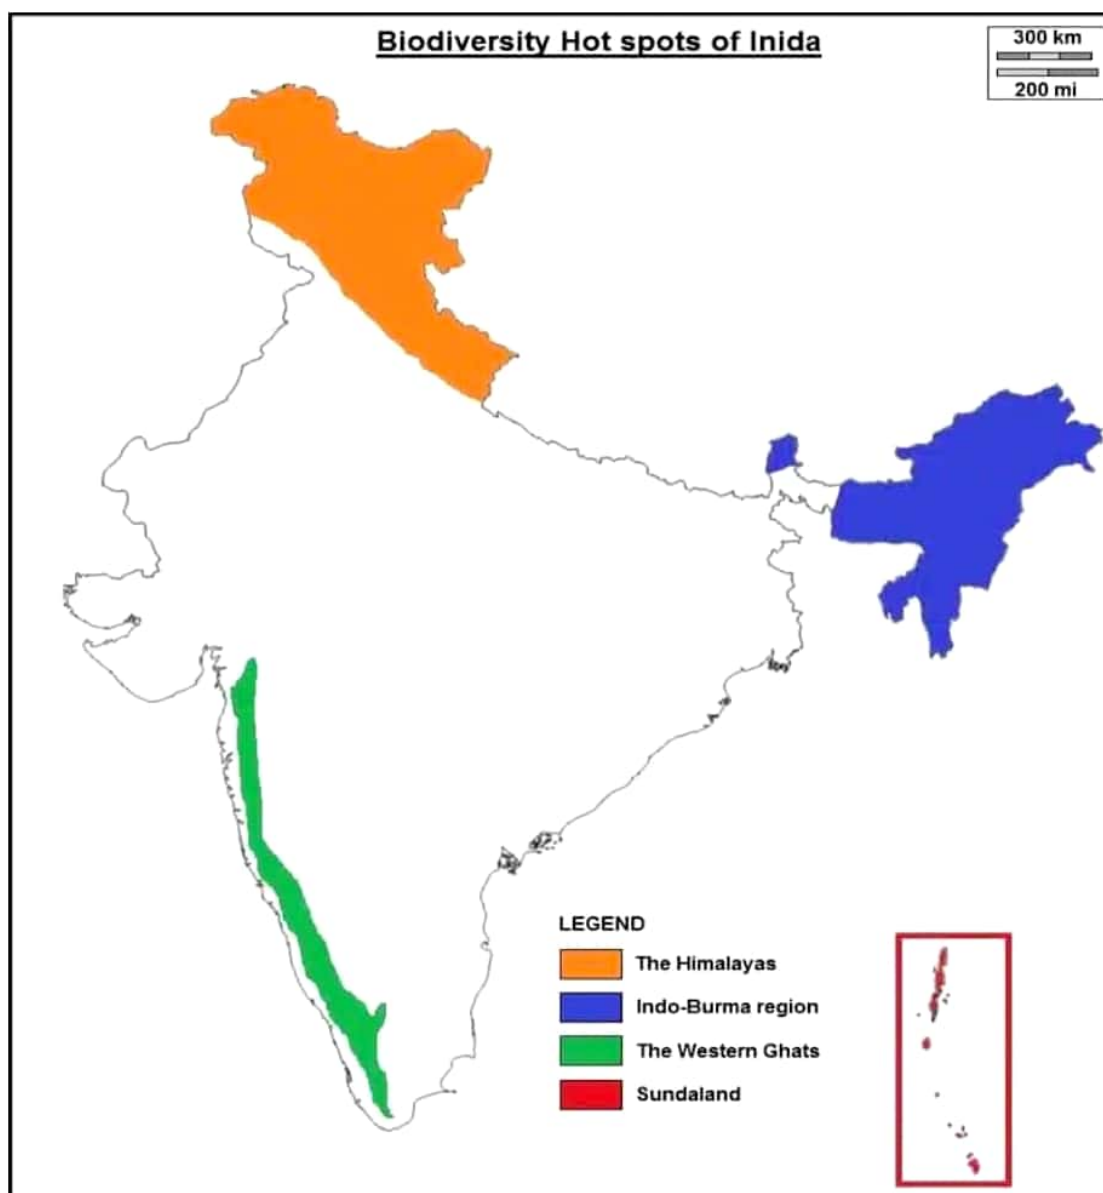 Biodiversity Hot spots of Inida
300 km
200 mi
LEGEND
The Himalayas
Indo-Burma region
The Western Ghats
Sundaland